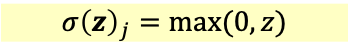 σ(z)ⱼ = max(0, z)